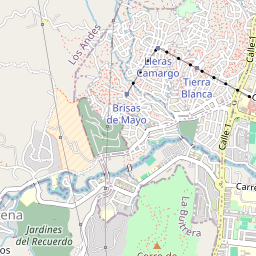 Los Andes
Lleras
Camargo
Tierra
Blanca
Brisas
de Mayo
Calle 1
Calle 1
Carre
La Buitrera
ena
Jardines
del Recuerdo
os
Cerro de